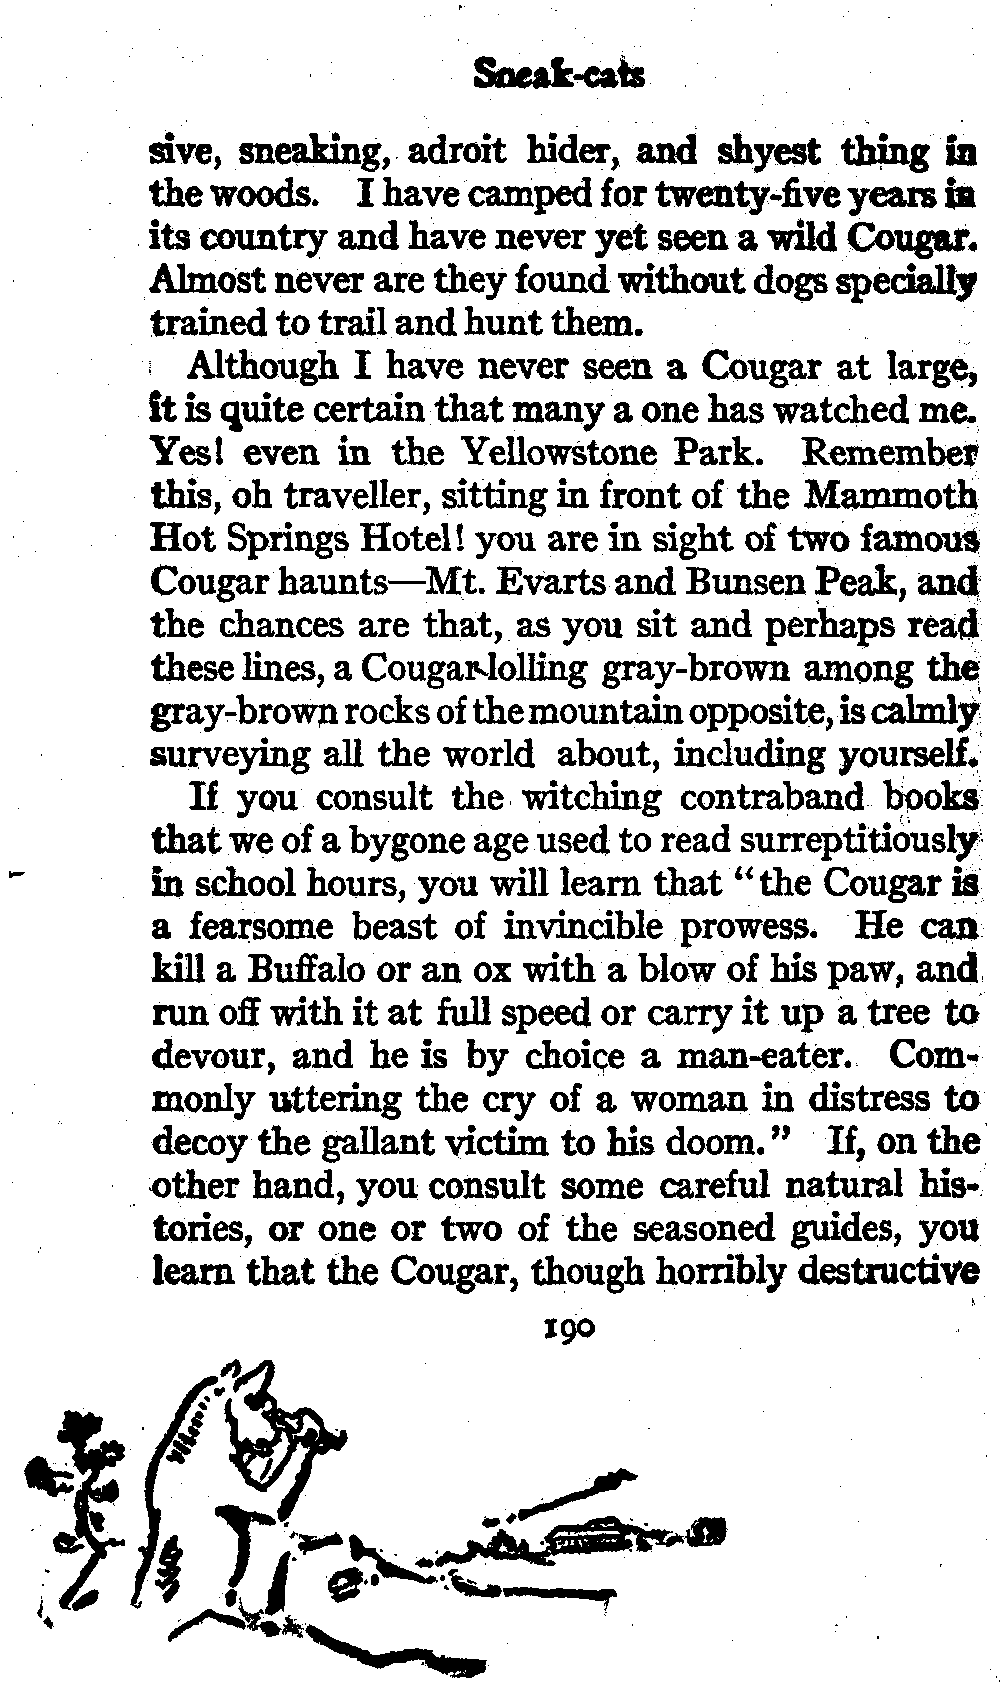 Sneak-cats
sive, sneaking, adroit hider, and shyest thing in
the woods. I have camped for twenty-five years in
its country and have never yet seen a wild Cougar.
Almost never are they found without dogs specially
trained to trail and hunt them.
Although I have never seen a Cougar at large,
it is quite certain that many a one has watched me.
Yes! even in the Yellowstone Park. Remember
this, oh traveller, sitting in front of the Mammoth
Hot Springs Hotel! you are in sight of two famous
Cougar haunts—Mt. Evarts and Bunsen Peak, and
the chances are that, as you sit and perhaps read
these lines, a Cougar lolling gray-brown among the
gray-brown rocks of the mountain opposite, is calmly
surveying all the world about, including yourself.
If you consult the witching contraband books
that we of a bygone age used to read surreptitiously
in school hours, you will learn that "the Cougar is
a fearsome beast of invincible prowess. He can
kill a Buffalo or an ox with a blow of his paw, and
run off with it at full speed or carry it up a tree to
devour, and he is by choice a man-eater. Com-
monly uttering the cry of a woman in distress to
decoy the gallant victim to his doom." If, on the
other hand, you consult some careful natural his-
tories, or one or two of the seasoned guides, you
learn that the Cougar, though horribly destructive
190